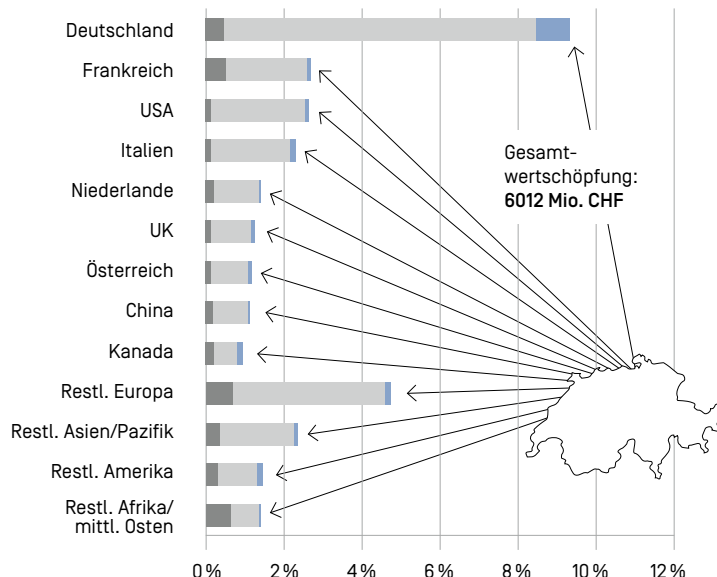 Deutschland
Frankreich
USA
Italien
Niederlande
UK
Österreich
China
Kanada
Restl. Europa
Restl. Asien/Pazifik
Restl. Amerika
Restl. Afrika/
mittl. Osten
Gesamt-
wertschöpfung:
6012 Mio. CHF
0 % 2 % 4 % 6 % 8 % 10 % 12 %